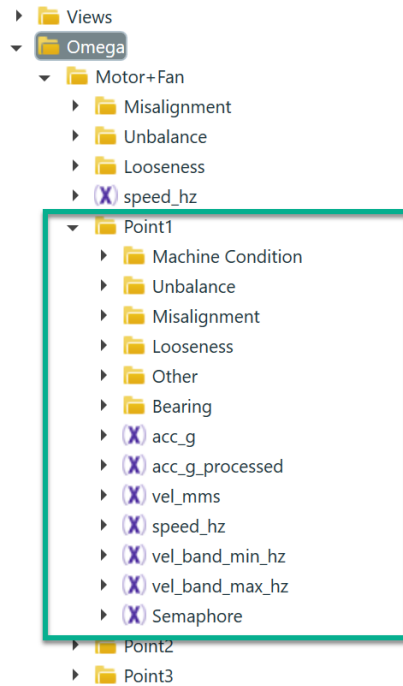 Views
Omega
Motor+Fan
Misalignment
Unbalance
Looseness
(X) speed_hz
Point1
Machine Condition
Unbalance
Misalignment
Looseness
Other
Bearing
(X) acc_g
(X) acc_g_processed
(X) vel_mms
(X) speed_hz
(X) vel_band_min_hz
(X) vel_band_max_hz
(X) Semaphore
Point2
Point3